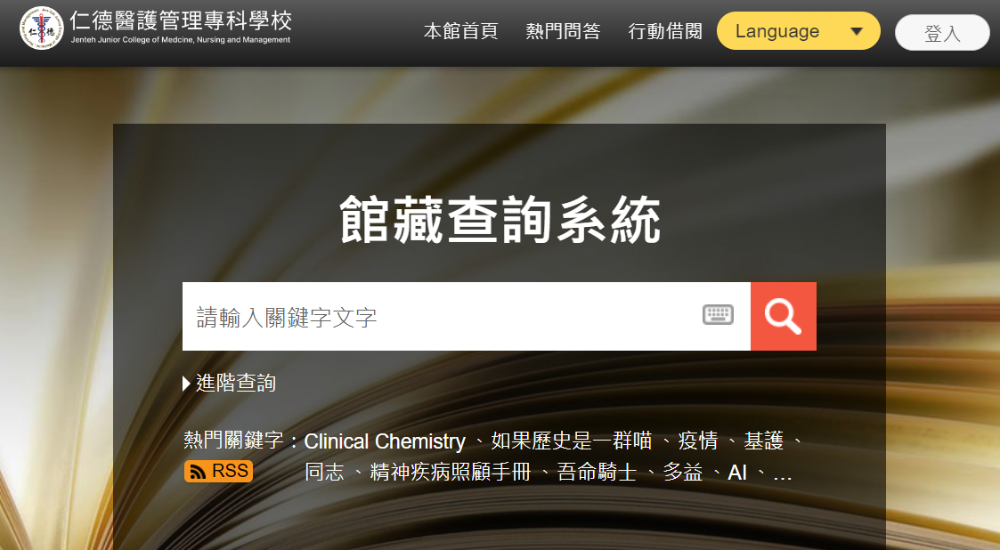 仁德醫護管理專科學校
Jenteh Junior College of Medcine, Nursing and Management
本館首頁 熱門問答 行動借閱 Language 登入
館藏查詢系統
請輸入關鍵字文字
進階查詢
熱門關鍵字：Clinical Chemistry 、如果歷史是一群喵 、疫情 、基護 、
RSS 同志 、精神疾病照顧手冊 、吾命騎士 、多益 、AI 、…